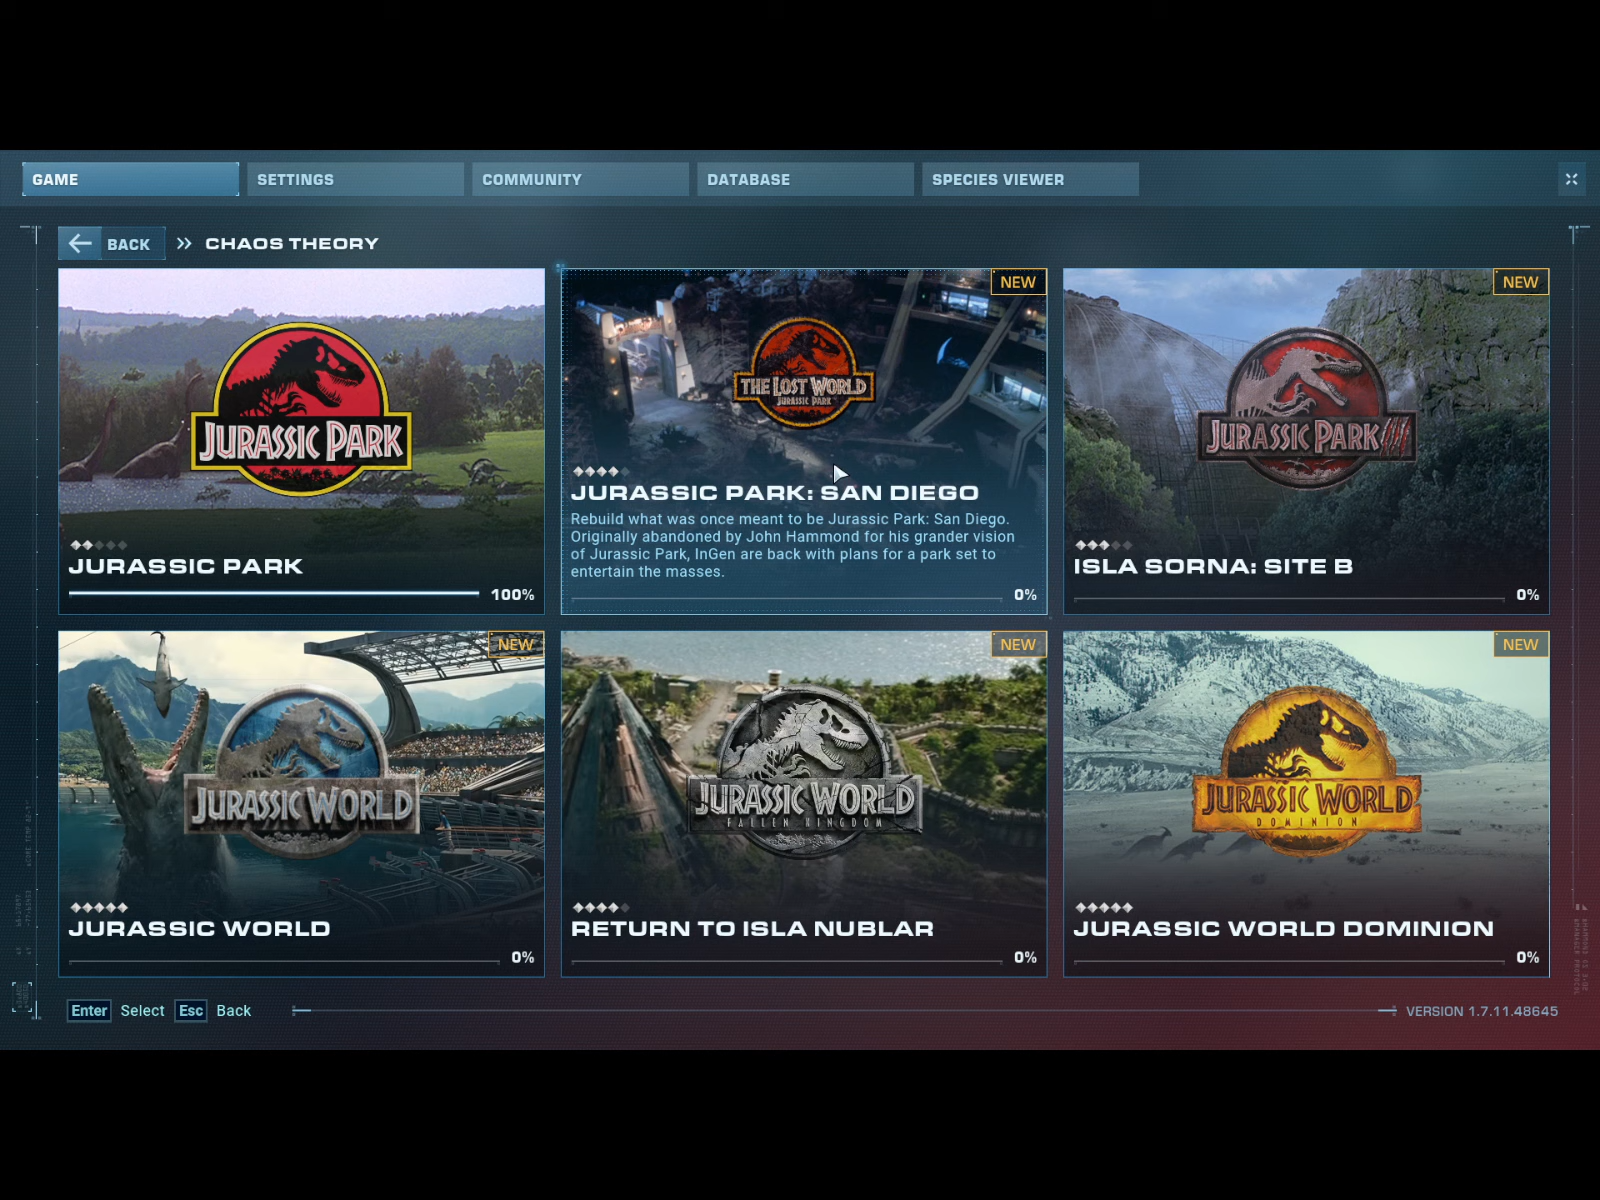 GAME
SETTINGS
COMMUNITY
DATABASE
SPECIES VIEWER
BACK
CHAOS THEORY
JURASSIC PARK
JURASSIC PARK
100%
NEW
THE LOST WORLD
JURASSIC PARK
JURASSIC PARK: SAN DIEGO
Rebuild what was once meant to be Jurassic Park: San Diego.
Originally abandoned by John Hammond for his grander vision
of Jurassic Park, InGen are back with plans for a park set to
entertain the masses.
0%
NEW
JURASSIC PARK
ISLA SORNA: SITE B
0%
NEW
JURASSIC WORLD
JURASSIC WORLD
0%
NEW
JURASSIC WORLD
FALLEN KINGDOM
RETURN TO ISLA NUBLAR
0%
NEW
JURASSIC WORLD
DOMINION
JURASSIC WORLD DOMINION
0%
Enter Select Esc Back
VERSION 1.7.11.48645